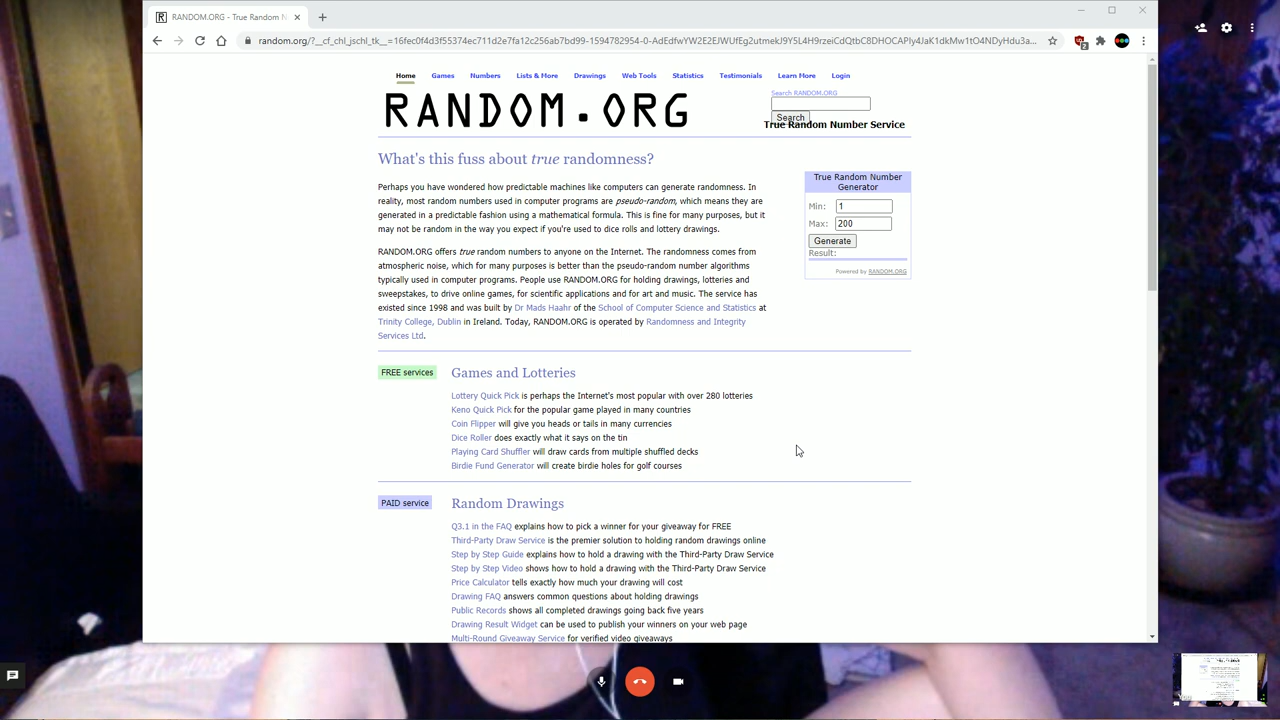 RANDOM.ORG - True Random N
random.org/?__cf_chl_jschl_tk__=16fec0f4d3f55374ec711d2e7fa12c256ab7bd99-1594782954-0-AdEdfwYW2E2EJWUfEg2utmekJ9Y5L4H9rzeiCdQtbC8DHOCAPIy4JaK1dkMw1tO4NDyHdu3a...
2
Home Games Numbers Lists & More Drawings Web Tools Statistics Testimonials Learn More Login
RANDOM.ORG
Search RANDOM.ORG
Search
True Random Number Service
What's this fuss about true randomness?
Perhaps you have wondered how predictable machines like computers can generate randomness. In
reality, most random numbers used in computer programs are pseudo-random, which means they are
generated in a predictable fashion using a mathematical formula. This is fine for many purposes, but it
may not be random in the way you expect if you're used to dice rolls and lottery drawings.
RANDOM.ORG offers true random numbers to anyone on the Internet. The randomness comes from
atmospheric noise, which for many purposes is better than the pseudo-random number algorithms
typically used in computer programs. People use RANDOM.ORG for holding drawings, lotteries and
sweepstakes, to drive online games, for scientific applications and for art and music. The service has
existed since 1998 and was built by Dr Mads Haahr of the School of Computer Science and Statistics at
Trinity College, Dublin in Ireland. Today, RANDOM.ORG is operated by Randomness and Integrity
Services Ltd.
True Random Number
Generator
Min: 1
Max: 200
Generate
Result:
Powered by RANDOM.ORG
FREE services
Games and Lotteries
Lottery Quick Pick is perhaps the Internet's most popular with over 280 lotteries
Keno Quick Pick for the popular game played in many countries
Coin Flipper will give you heads or tails in many currencies
Dice Roller does exactly what it says on the tin
Playing Card Shuffler will draw cards from multiple shuffled decks
Birdie Fund Generator will create birdie holes for golf courses
PAID service
Random Drawings
Q3.1 in the FAQ explains how to pick a winner for your giveaway for FREE
Third-Party Draw Service is the premier solution to holding random drawings online
Step by Step Guide explains how to hold a drawing with the Third-Party Draw Service
Step by Step Video shows how to hold a drawing with the Third-Party Draw Service
Price Calculator tells exactly how much your drawing will cost
Drawing FAQ answers common questions about holding drawings
Public Records shows all completed drawings going back five years
Drawing Result Widget can be used to publish your winners on your web page
Multi-Round Giveaway Service for verified video giveaways